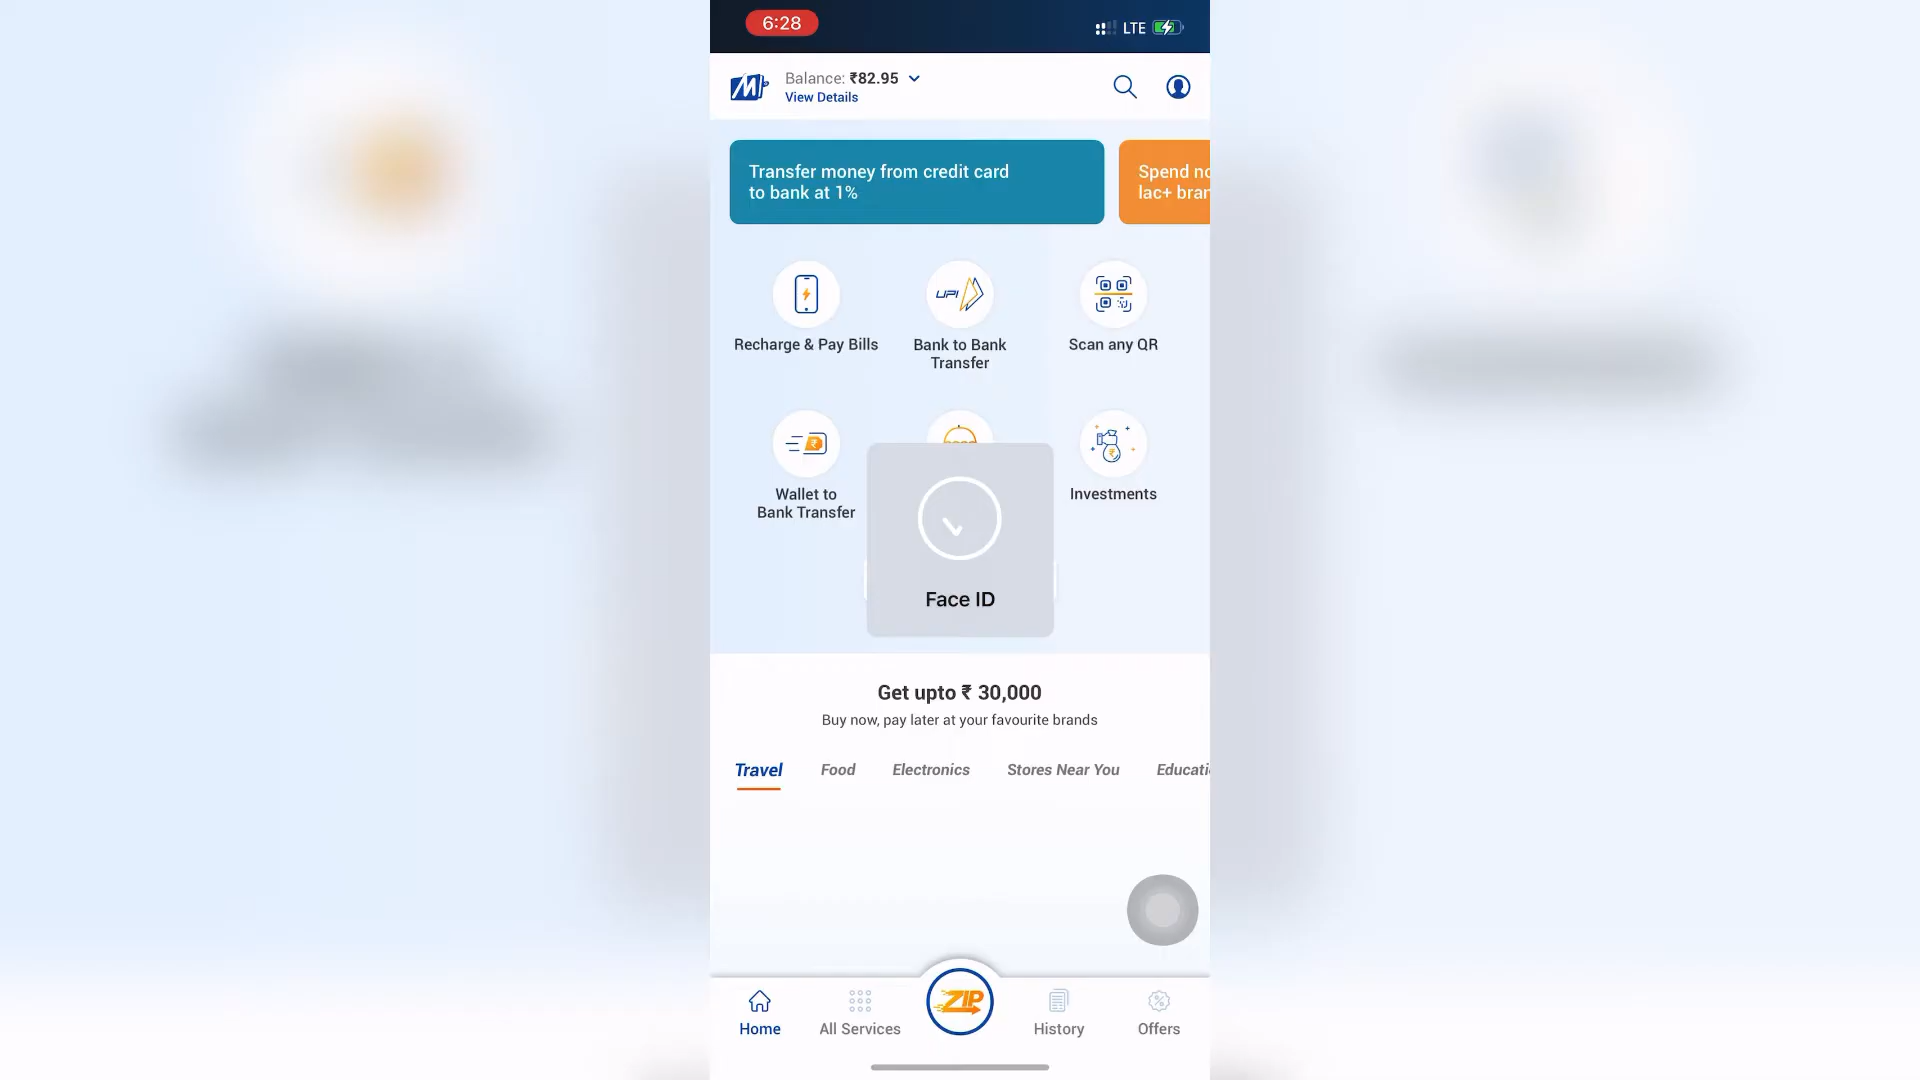 6:28
LTE
Balance: ₹82.95
View Details
Transfer money from credit card
to bank at 1%
Spend
lac+
UPI
Recharge & Pay Bills
Bank to Bank
Transfer
Scan any QR
Wallet to
Bank Transfer
Investments
Face ID
Get upto ₹ 30,000
Buy now, pay later at your favourite brands
Travel
Food
Electronics
Stores Near You
ZIP
Home
All Services
History
Offers